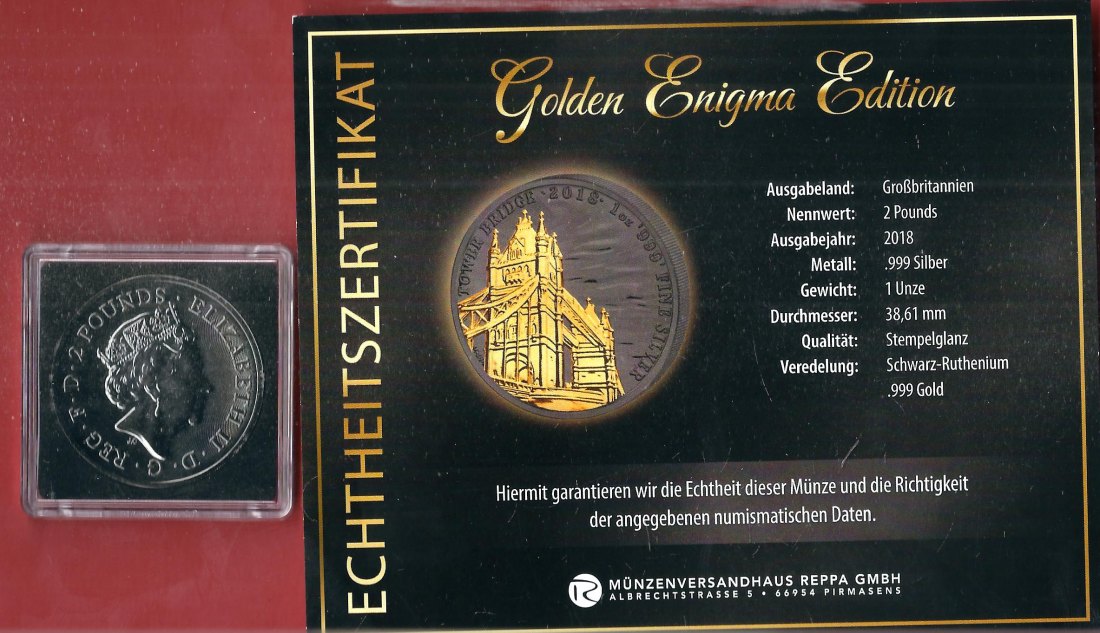 ELIZABETH II · D · G · REG · F · D · 2 POUNDS ·
ECHTHEITSZERTIFIKAT
Golden Enigma Edition
TOWER BRIDGE · 2018 · 1 oz 999 FINE SILVER
Ausgabeland: Großbritannien
Nennwert: 2 Pounds
Ausgabejahr: 2018
Metall: .999 Silber
Gewicht: 1 Unze
Durchmesser: 38,61 mm
Qualität: Stempelglanz
Veredelung: Schwarz-Ruthenium
.999 Gold
Hiermit garantieren wir die Echtheit dieser Münze und die Richtigkeit
der angegebenen numismatischen Daten.
MÜNZENVERSANDHAUS REPPA GMBH
ALBRECHTSTRASSE 5 • 66954 PIRMASENS